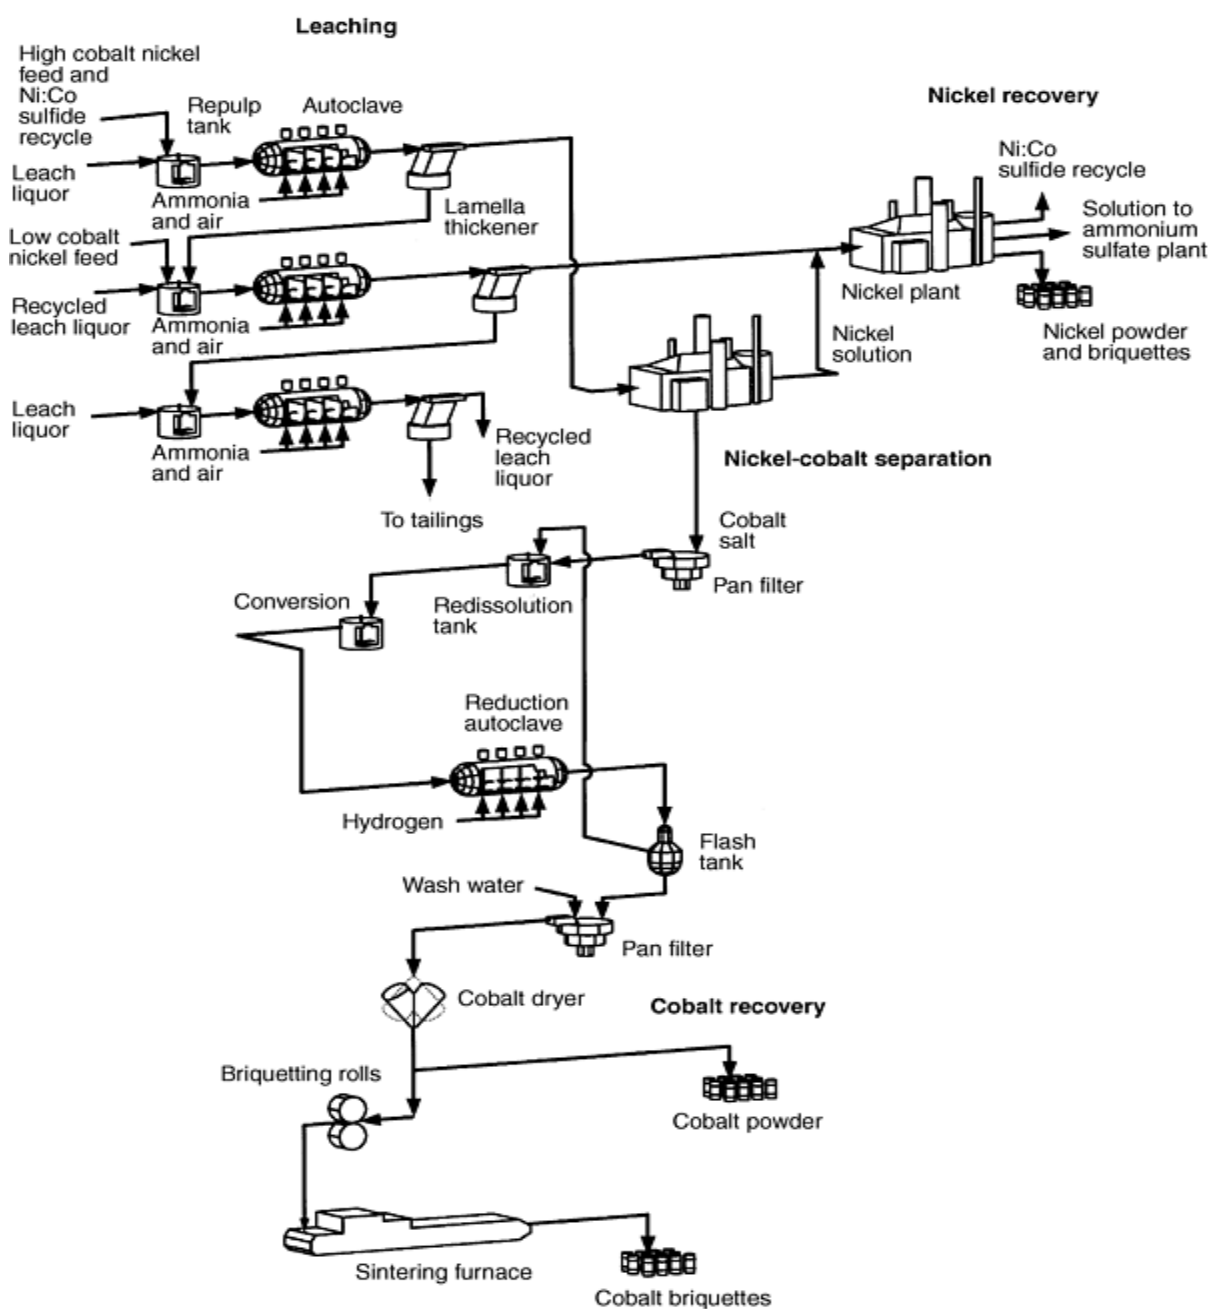 Leaching
High cobalt nickel
feed and
Ni:Co
sulfide
recycle
Repulp
tank
Autoclave
Nickel recovery
Leach
liquor
Ammonia
and air
Lamella
thickener
Ni:Co
sulfide recycle
Solution to
ammonium
sulfate plant
Low cobalt
nickel feed
Recycled
leach liquor
Ammonia
and air
Nickel plant
Nickel powder
and briquettes
Nickel
solution
Leach
liquor
Ammonia
and air
Recycled
leach
liquor
Nickel-cobalt separation
To tailings
Cobalt
salt
Pan filter
Redissolution
tank
Conversion
Reduction
autoclave
Hydrogen
Flash
tank
Wash water
Pan filter
Cobalt dryer
Cobalt recovery
Briquetting rolls
Cobalt powder
Sintering furnace
Cobalt briquettes